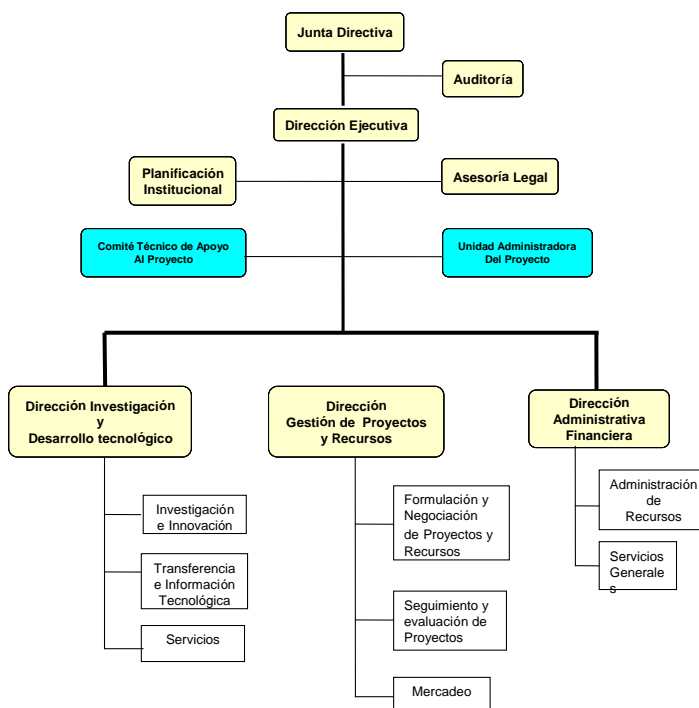 Junta Directiva
Auditoría
Dirección Ejecutiva
Planificación
Institucional
Asesoría Legal
Comité Técnico de Apoyo
Al Proyecto
Unidad Administradora
Del Proyecto
Dirección Investigación
y
Desarrollo tecnológico
Dirección
Gestión de Proyectos
y Recursos
Dirección
Administrativa
Financiera
Investigación
e Innovación
Transferencia
e Información
Tecnológica
Servicios
Formulación y
Negociación
de Proyectos y
Recursos
Seguimiento y
evaluación de
Proyectos
Mercadeo
Administración
de
Recursos
Servicios
Generale
s